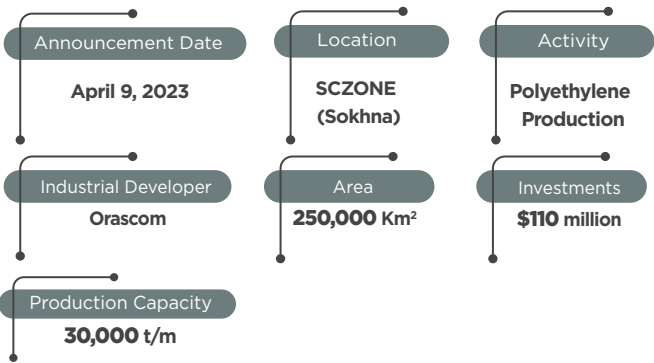 Announcement Date
April 9, 2023
Location
SCZONE
(Sokhna)
Activity
Polyethylene
Production
Industrial Developer
Orascom
Area
250,000 Km²
Investments
$110 million
Production Capacity
30,000 t/m